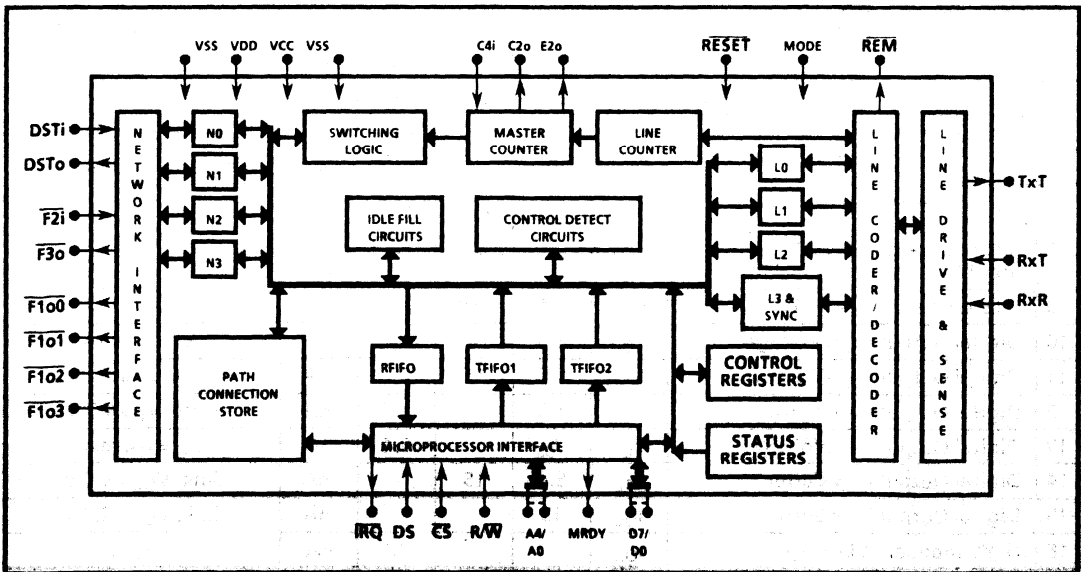 VSS VDD VCC VSS C4i C2o E2o RESET MODE REM
DSTi
DSTo
F2i
F3o
F1o0
F1o1
F1o2
F1o3
NETWORK INTERFACE
N0
N1
N2
N3
SWITCHING
LOGIC
MASTER
COUNTER
LINE
COUNTER
IDLE FILL
CIRCUITS
CONTROL DETECT
CIRCUITS
L0
L1
L2
L3 &
SYNC
LINE CODER/DECODER
LINE DRIVE & SENSE
TxT
RxT
RxR
PATH
CONNECTION
STORE
RFIFO
TFIFO1
TFIFO2
CONTROL
REGISTERS
STATUS
REGISTERS
MICROPROCESSOR INTERFACE
IRQ DS CS R/W A4/
A0 MRDY D7/
D0